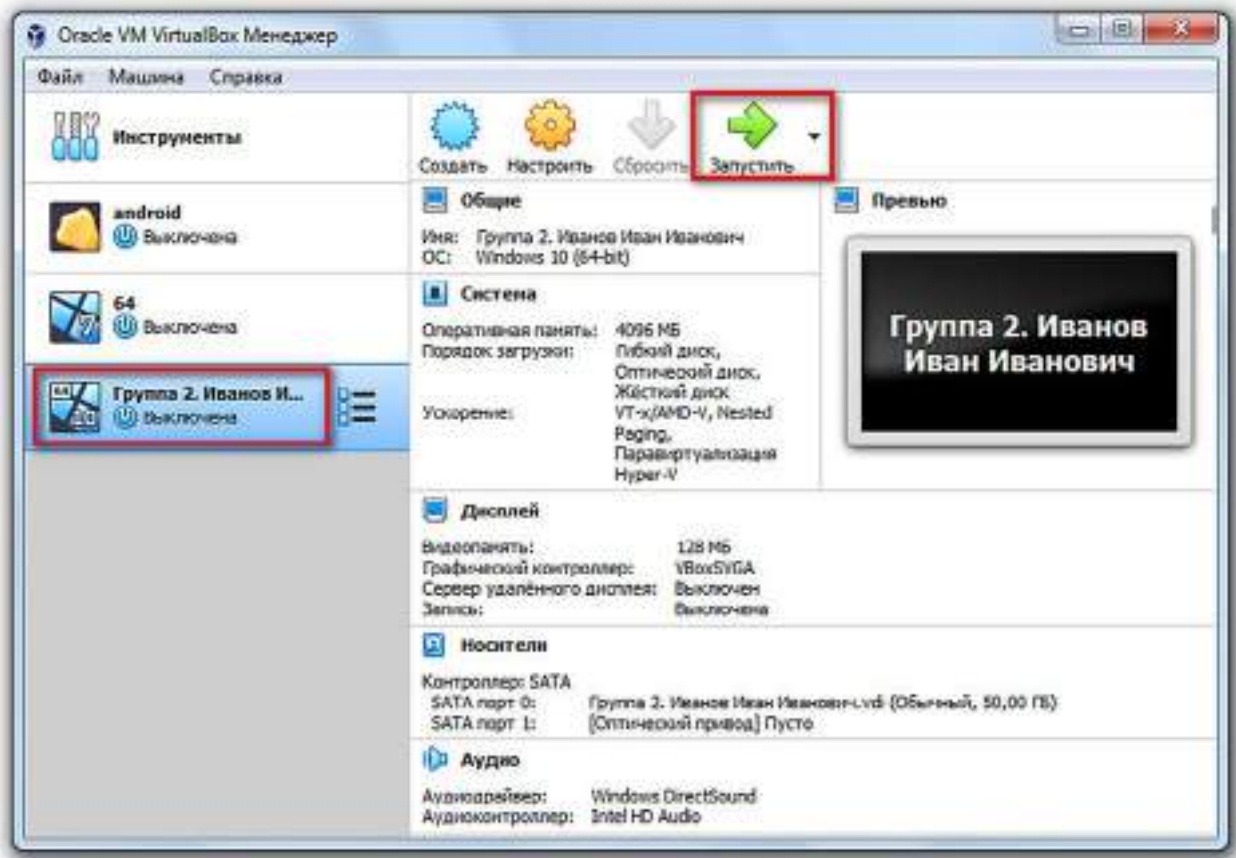 Oracle VM VirtualBox Менеджер
Файл Машина Справка
Инструменты
Создать Настроить Сбросить Запустить
android
Выключена
64
Выключена
Группа 2. Иванов И...
Выключена
Общие
Имя: Группа 2. Иванов Иван Иванович
ОС: Windows 10 (64-bit)
Система
Оперативная память: 4096 МБ
Порядок загрузки: Гибкий диск,
Оптический диск,
Жёсткий диск
Ускорение: VT-x/AMD-V, Nested
Paging,
Паравиртуализация
Hyper-V
Превью
Группа 2. Иванов
Иван Иванович
Дисплей
Видеопамять: 128 МБ
Графический контроллер: VBoxSVGA
Сервер удалённого дисплея: Выключен
Запись: Выключена
Носители
Контроллер: SATA
SATA порт 0: Группа 2. Иванов Иван Иванович.vdi (Обычный, 50,00 ГБ)
SATA порт 1: [Оптический привод] Пусто
Аудио
Аудиодрайвер: Windows DirectSound
Аудиоконтроллер: Intel HD Audio